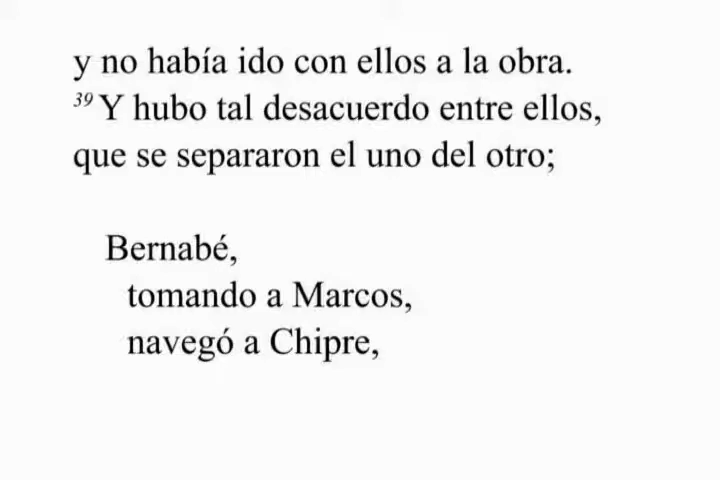 y no había ido con ellos a la obra.
39 Y hubo tal desacuerdo entre ellos,
que se separaron el uno del otro;
Bernabé,
tomando a Marcos,
navegó a Chipre,